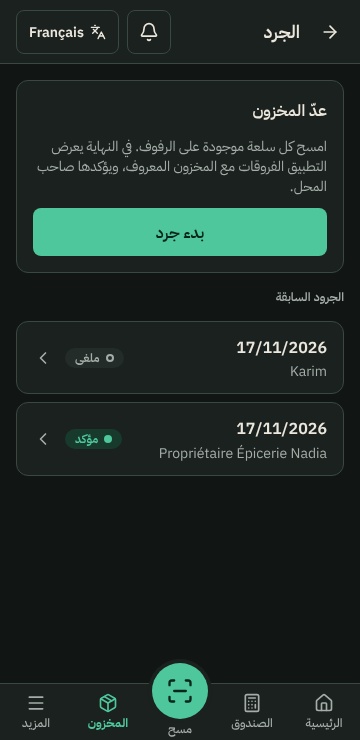 الجرد
Français
عدّ المخزون
امسح كل سلعة موجودة على الرفوف. في النهاية يعرض
التطبيق الفروقات مع المخزون المعروف، ويؤكدها صاحب
المحل.
بدء جرد
الجرود السابقة
17/11/2026
ملغى
Karim
17/11/2026
مؤكد
Propriétaire Épicerie Nadia
الرئيسية
الصندوق
مسح
المخزون
المزيد